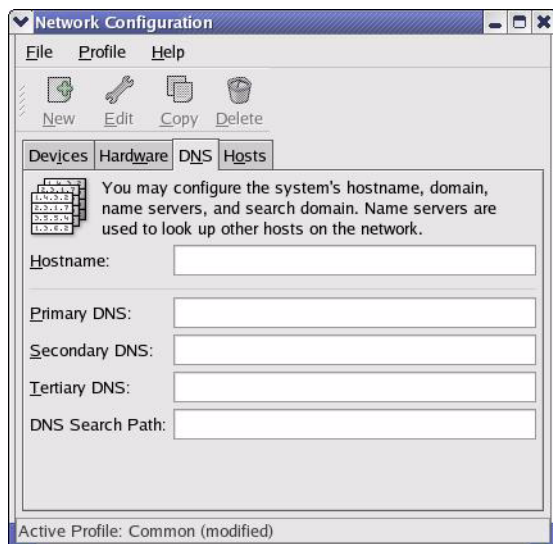 Network Configuration
File Profile Help
New Edit Copy Delete
Devices Hardware DNS Hosts
You may configure the system's hostname, domain,
name servers, and search domain. Name servers are
used to look up other hosts on the network.
Hostname:
Primary DNS:
Secondary DNS:
Tertiary DNS:
DNS Search Path:
Active Profile: Common (modified)